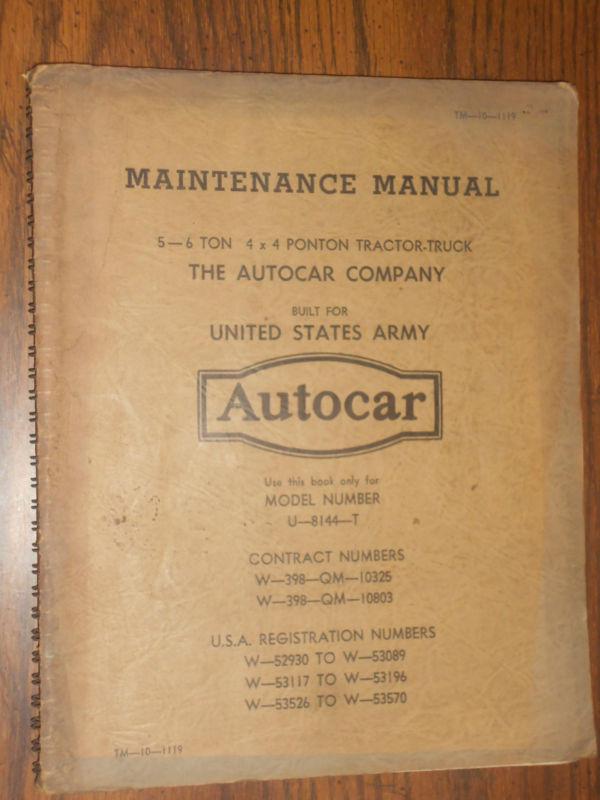 TM—10—1119
MAINTENANCE MANUAL
5—6 TON 4 x 4 PONTON TRACTOR-TRUCK
THE AUTOCAR COMPANY
BUILT FOR
UNITED STATES ARMY
Autocar
Use this book only for
MODEL NUMBER
U—8144—T
CONTRACT NUMBERS
W—398—QM—10325
W—398—QM—10803
U.S.A. REGISTRATION NUMBERS
W—52930 TO W—53089
W—53117 TO W—53196
W—53526 TO W—53570
TM—10—1119